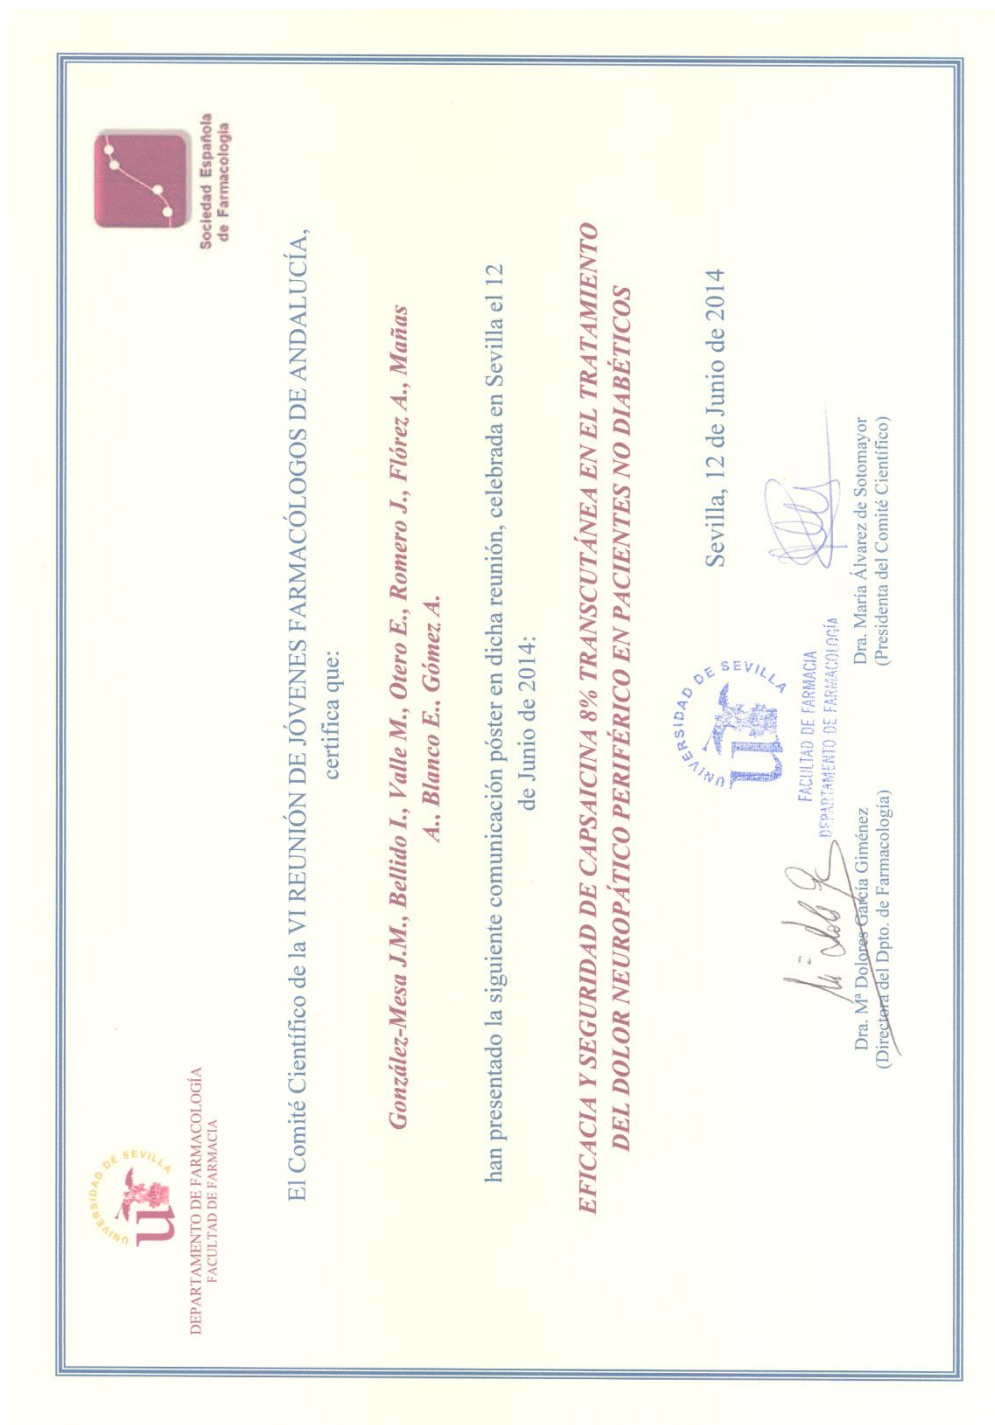 UNIVERSIDAD DE SEVILLA
DEPARTAMENTO DE FARMACOLOGÍA
FACULTAD DE FARMACIA
Sociedad Española
de Farmacología
El Comité Científico de la VI REUNIÓN DE JÓVENES FARMACÓLOGOS DE ANDALUCÍA,
certifica que:
González-Mesa J.M., Bellido I., Valle M., Otero E., Romero J., Flórez A., Mañas
A., Blanco E., Gómez A.
han presentado la siguiente comunicación póster en dicha reunión, celebrada en Sevilla el 12
de Junio de 2014:
EFICACIA Y SEGURIDAD DE CAPSAICINA 8% TRANSCUTÁNEA EN EL TRATAMIENTO
DEL DOLOR NEUROPÁTICO PERIFÉRICO EN PACIENTES NO DIABÉTICOS
Sevilla, 12 de Junio de 2014
UNIVERSIDAD DE SEVILLA
FACULTAD DE FARMACIA
DEPARTAMENTO DE FARMACOLOGÍA
Dra. Mª Dolores García Giménez
(Directora del Dpto. de Farmacología)
Dra. María Álvarez de Sotomayor
(Presidenta del Comité Científico)